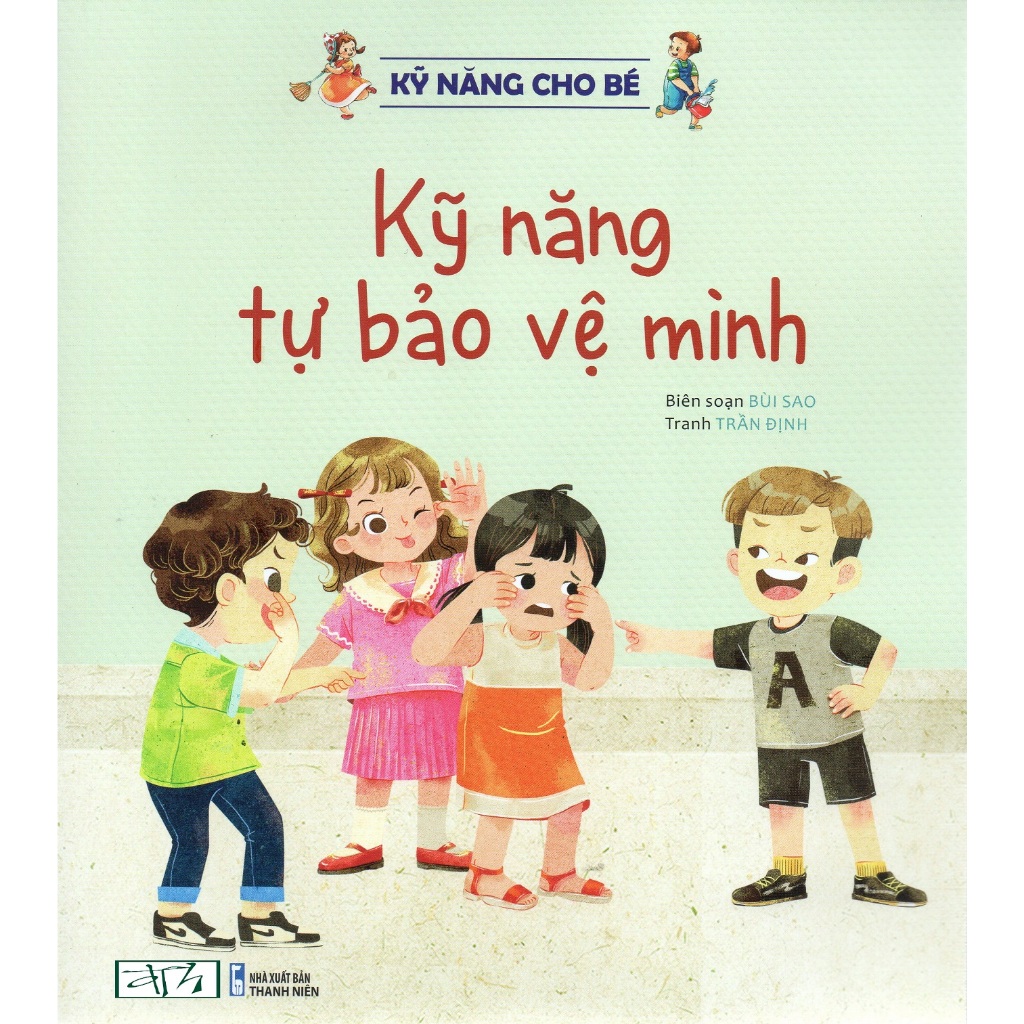 KỸ NĂNG CHO BÉ
Kỹ năng
tự bảo vệ mình
Biên soạn BÙI SAO
Tranh TRẦN ĐỊNH
A
NHÀ XUẤT BẢN
THANH NIÊN